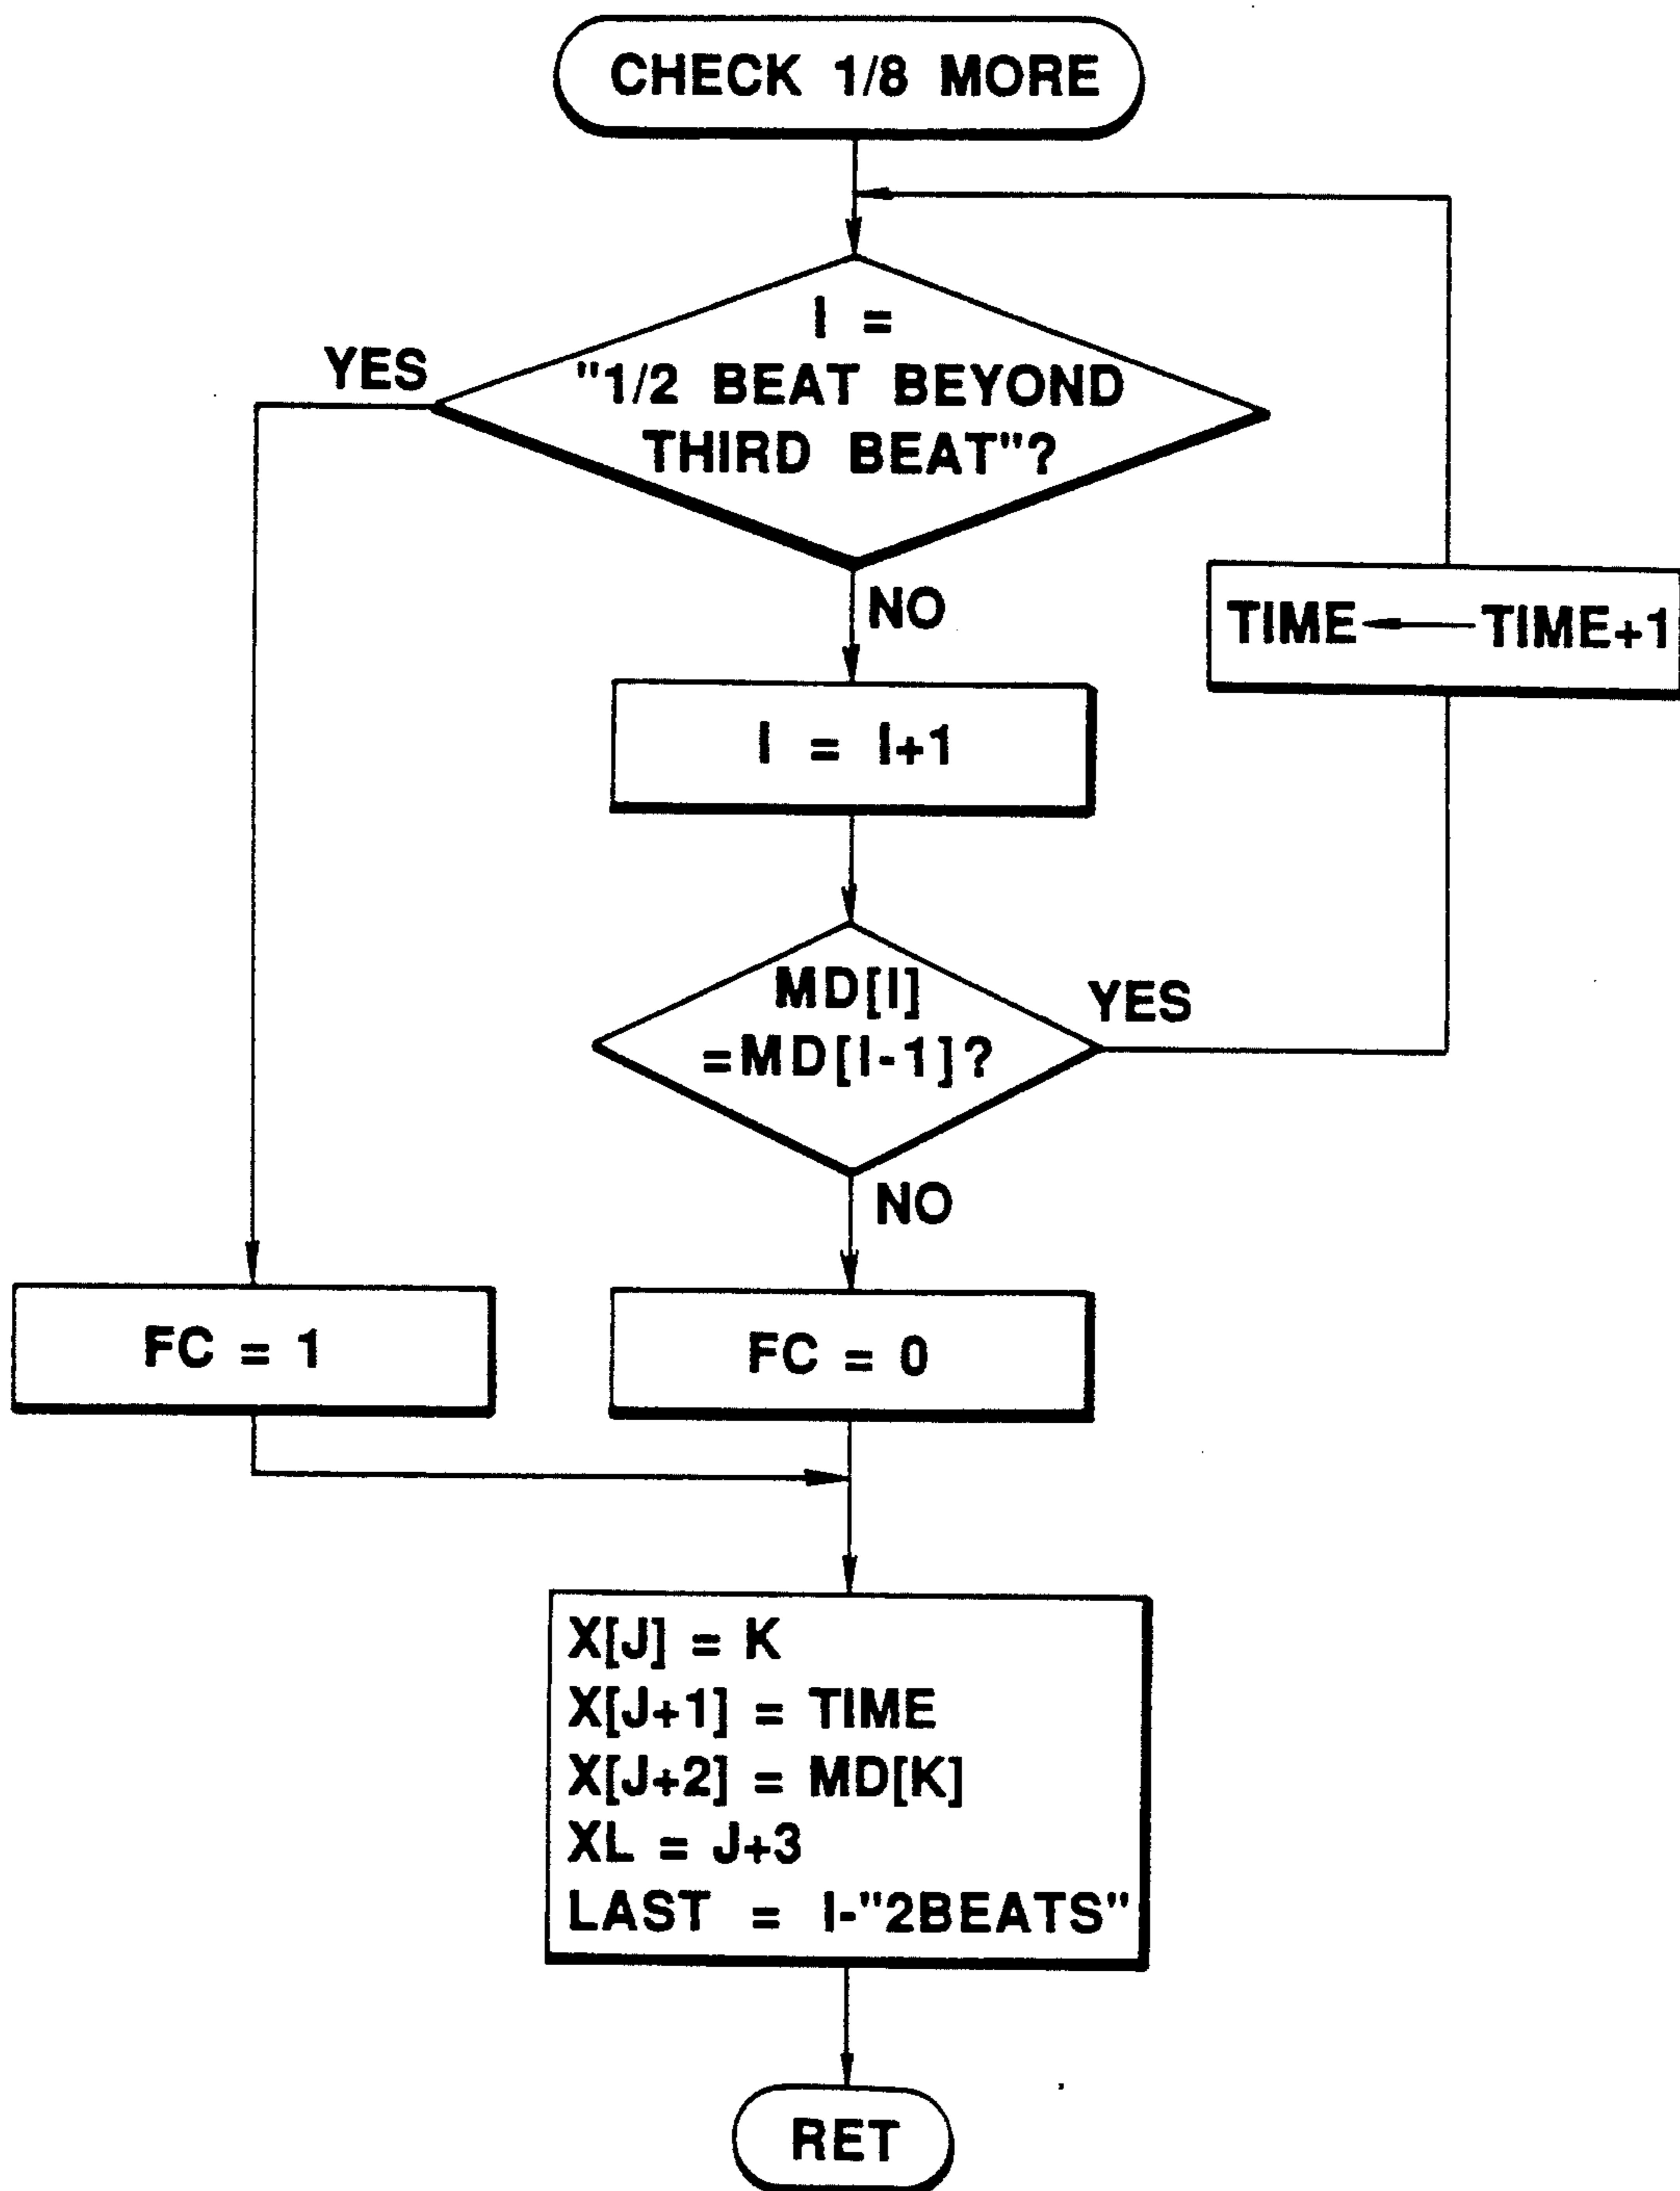 CHECK 1/8 MORE
I =
"1/2 BEAT BEYOND
THIRD BEAT"?
YES
NO
TIME ← TIME+1
I = I+1
MD[I]
=MD[I-1]?
YES
NO
FC = 1
FC = 0
X[J] = K
X[J+1] = TIME
X[J+2] = MD[K]
XL = J+3
LAST = I-"2BEATS"
RET